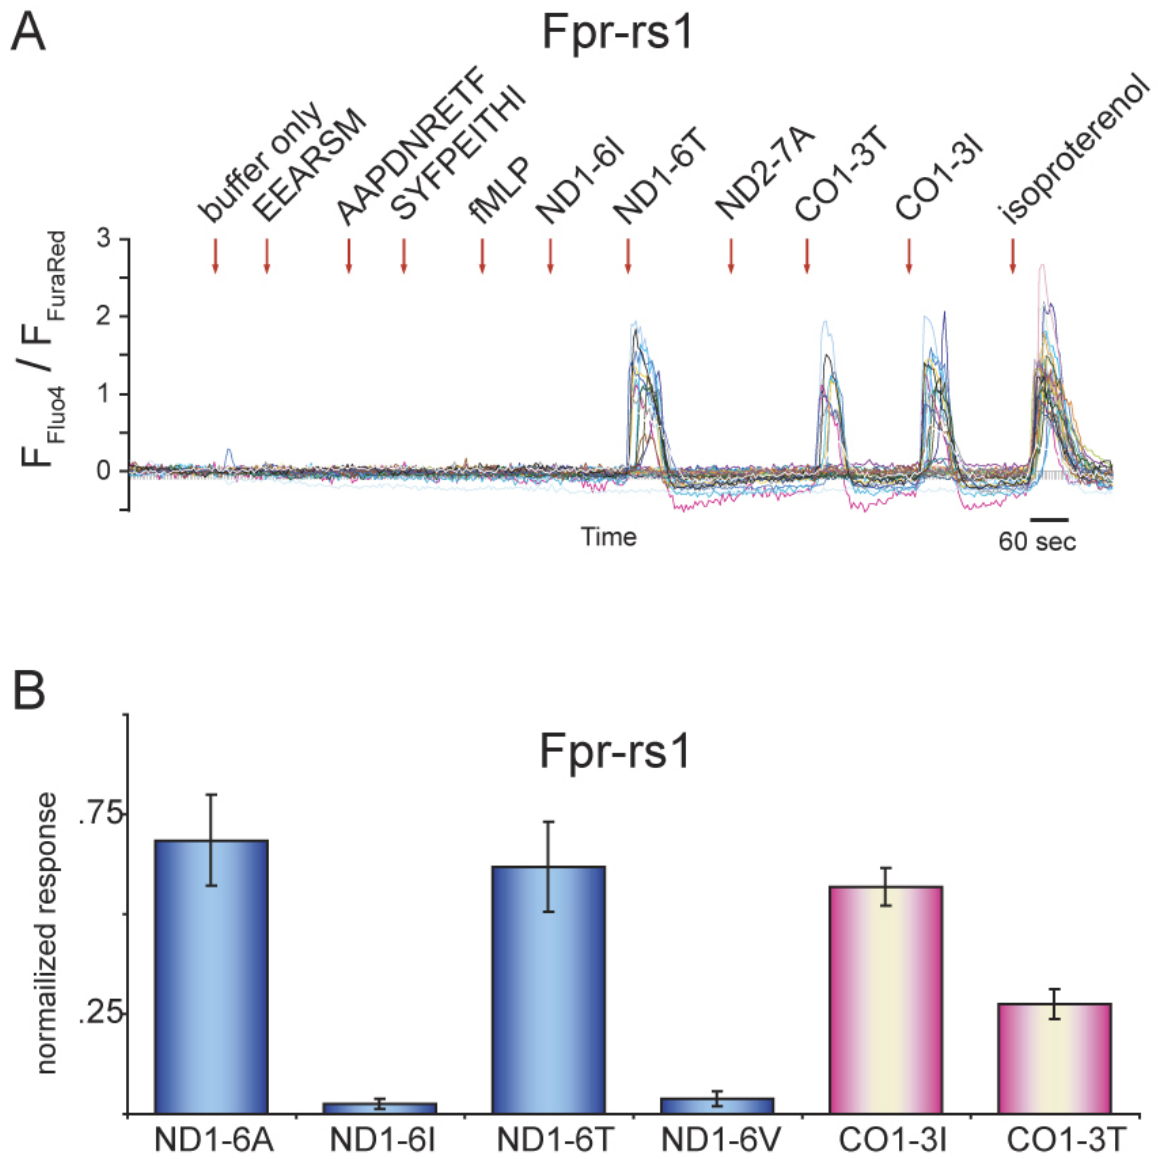 A
Fpr-rs1
buffer only
EEARSM
AAPDNRETF
SYFPEITHI
fMLP
ND1-6I
ND1-6T
ND2-7A
CO1-3T
CO1-3I
isoproterenol
F Fluo4 / F FuraRed
3
2
1
0
Time
60 sec
B
Fpr-rs1
normailized response
.75
.25
ND1-6A
ND1-6I
ND1-6T
ND1-6V
CO1-3I
CO1-3T